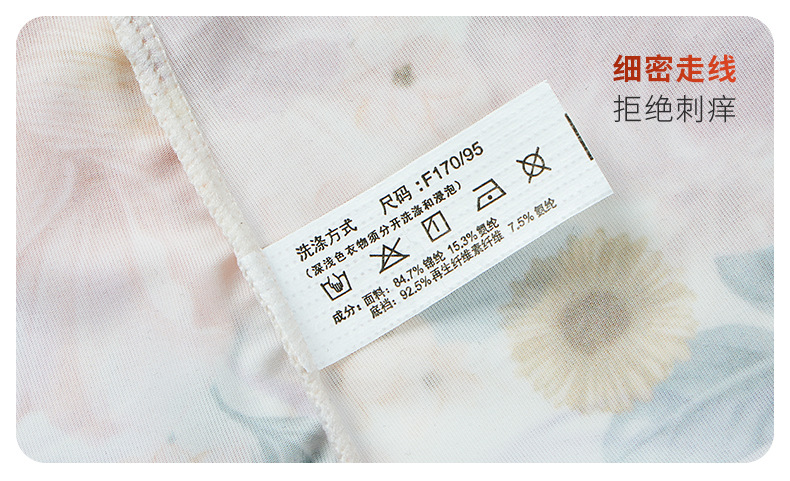 细密走线
拒绝刺痒
洗涤方式 尺码：F170/95
（深浅色衣物须分开洗涤和浸泡）
成分：面料：84.7%锦纶 15.3%氨纶
底裆：92.5%再生纤维素纤维 7.5%氨纶